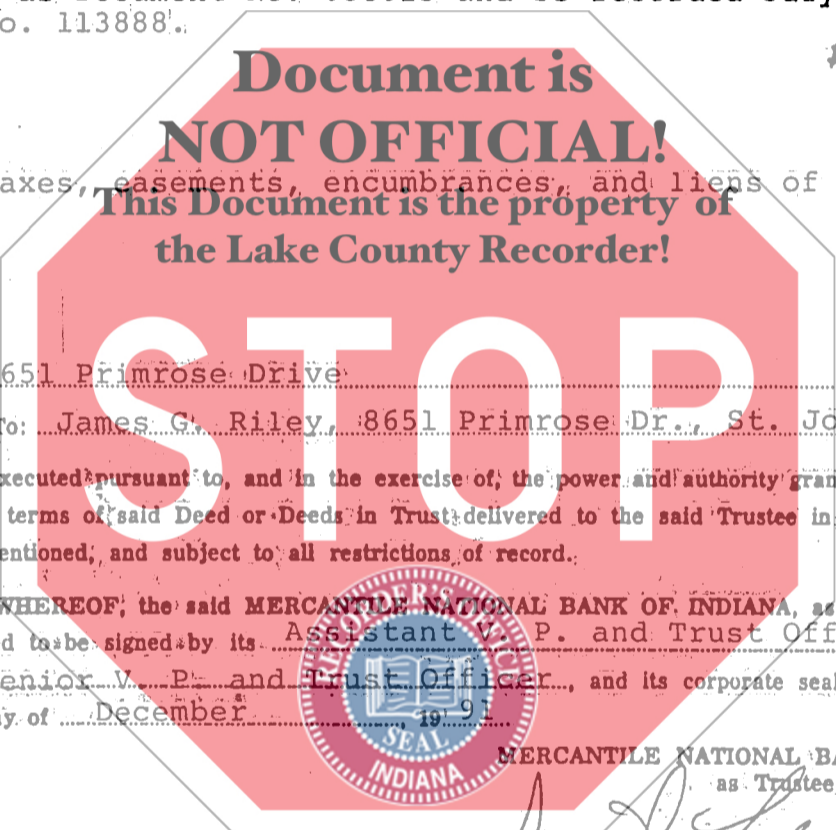 o. 113888.
Document is
NOT OFFICIAL!
axes, easements, encumbrances, and liens of
This Document is the property of
the Lake County Recorder!
STOP
651 Primrose Drive
To: James G. Riley, 8651 Primrose Dr., St. Jo
xecuted pursuant to, and in the exercise of, the power and authority gran
terms of said Deed or Deeds in Trust delivered to the said Trustee in
entioned, and subject to all restrictions of record.
WHEREOF, the said MERCANTILE NATIONAL BANK OF INDIANA, as
d to be signed by its Assistant V. P. and Trust Off
enior V. P. and Trust Officer, and its corporate seal
y of December, 19 91
RECORDER'S OFFICE
SEAL
INDIANA
MERCANTILE NATIONAL BA
as Trustee,